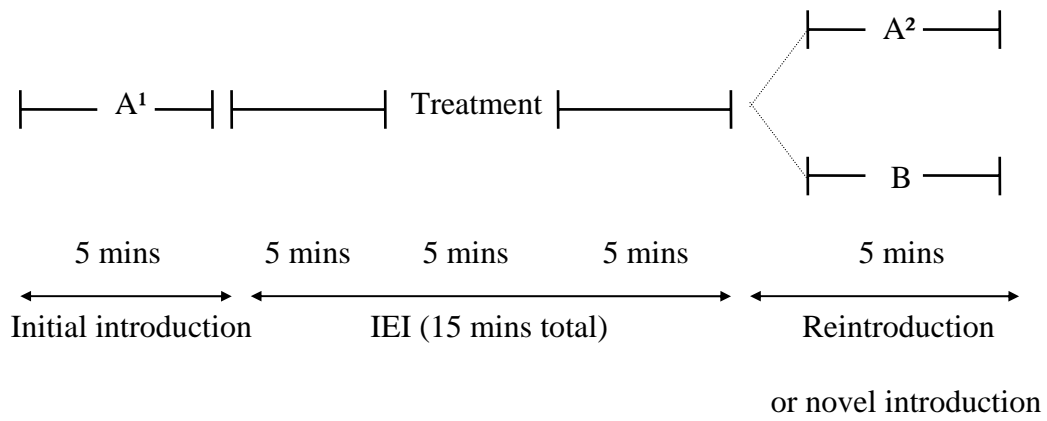 A²
A¹ Treatment
B
5 mins 5 mins 5 mins 5 mins 5 mins
Initial introduction IEI (15 mins total) Reintroduction
or novel introduction